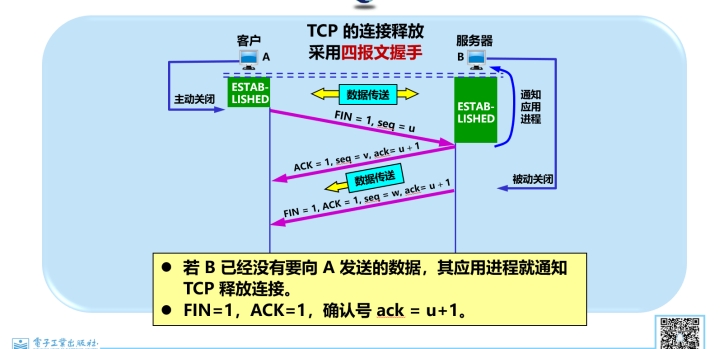 TCP 的连接释放
采用四报文握手
客户
A
服务器
B
主动关闭
ESTAB-
LISHED
数据传送
ESTAB-
LISHED
通知
应用
进程
FIN = 1, seq = u
ACK = 1, seq = v, ack= u + 1
数据传送
被动关闭
FIN = 1, ACK = 1, seq = w, ack= u + 1
● 若 B 已经没有要向 A 发送的数据，其应用进程就通知
TCP 释放连接。
● FIN=1，ACK=1，确认号 ack = u+1。
电子工业出版社